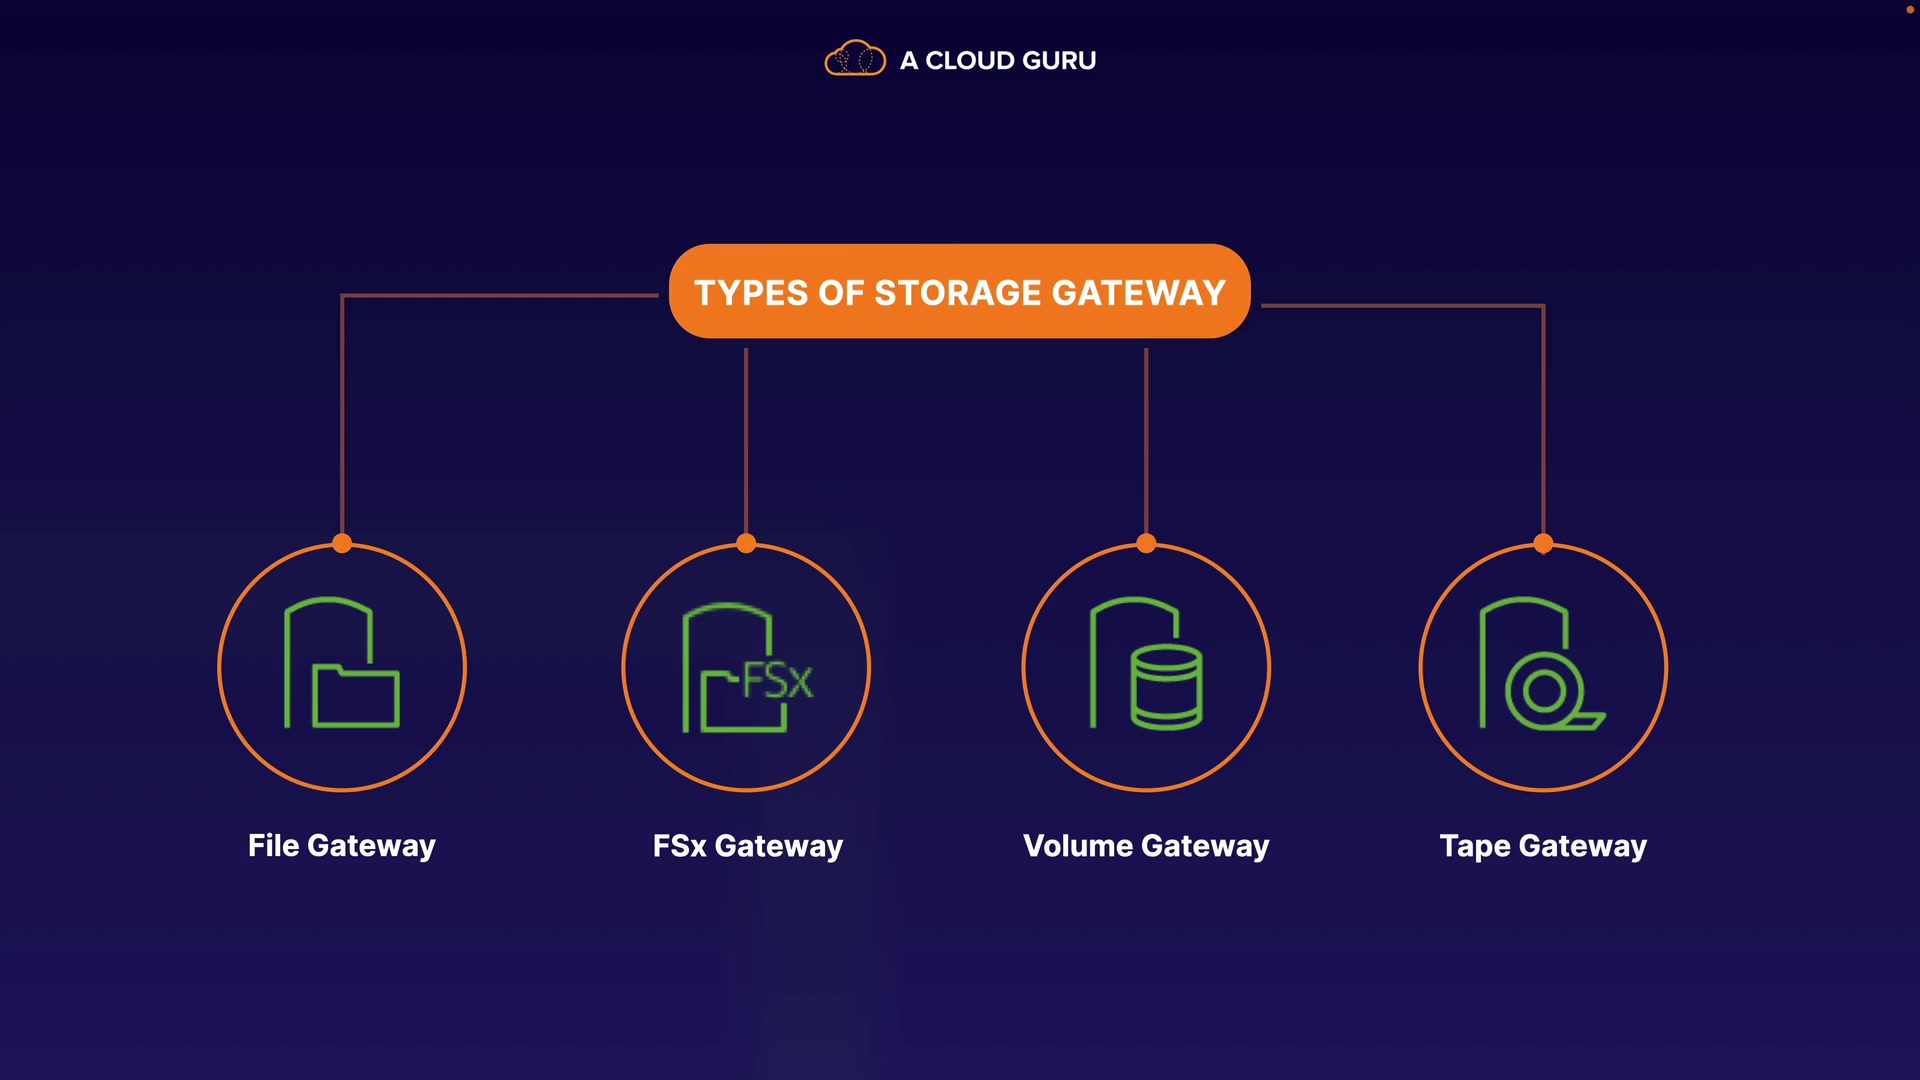 A CLOUD GURU
TYPES OF STORAGE GATEWAY
FSx
File Gateway
FSx Gateway
Volume Gateway
Tape Gateway